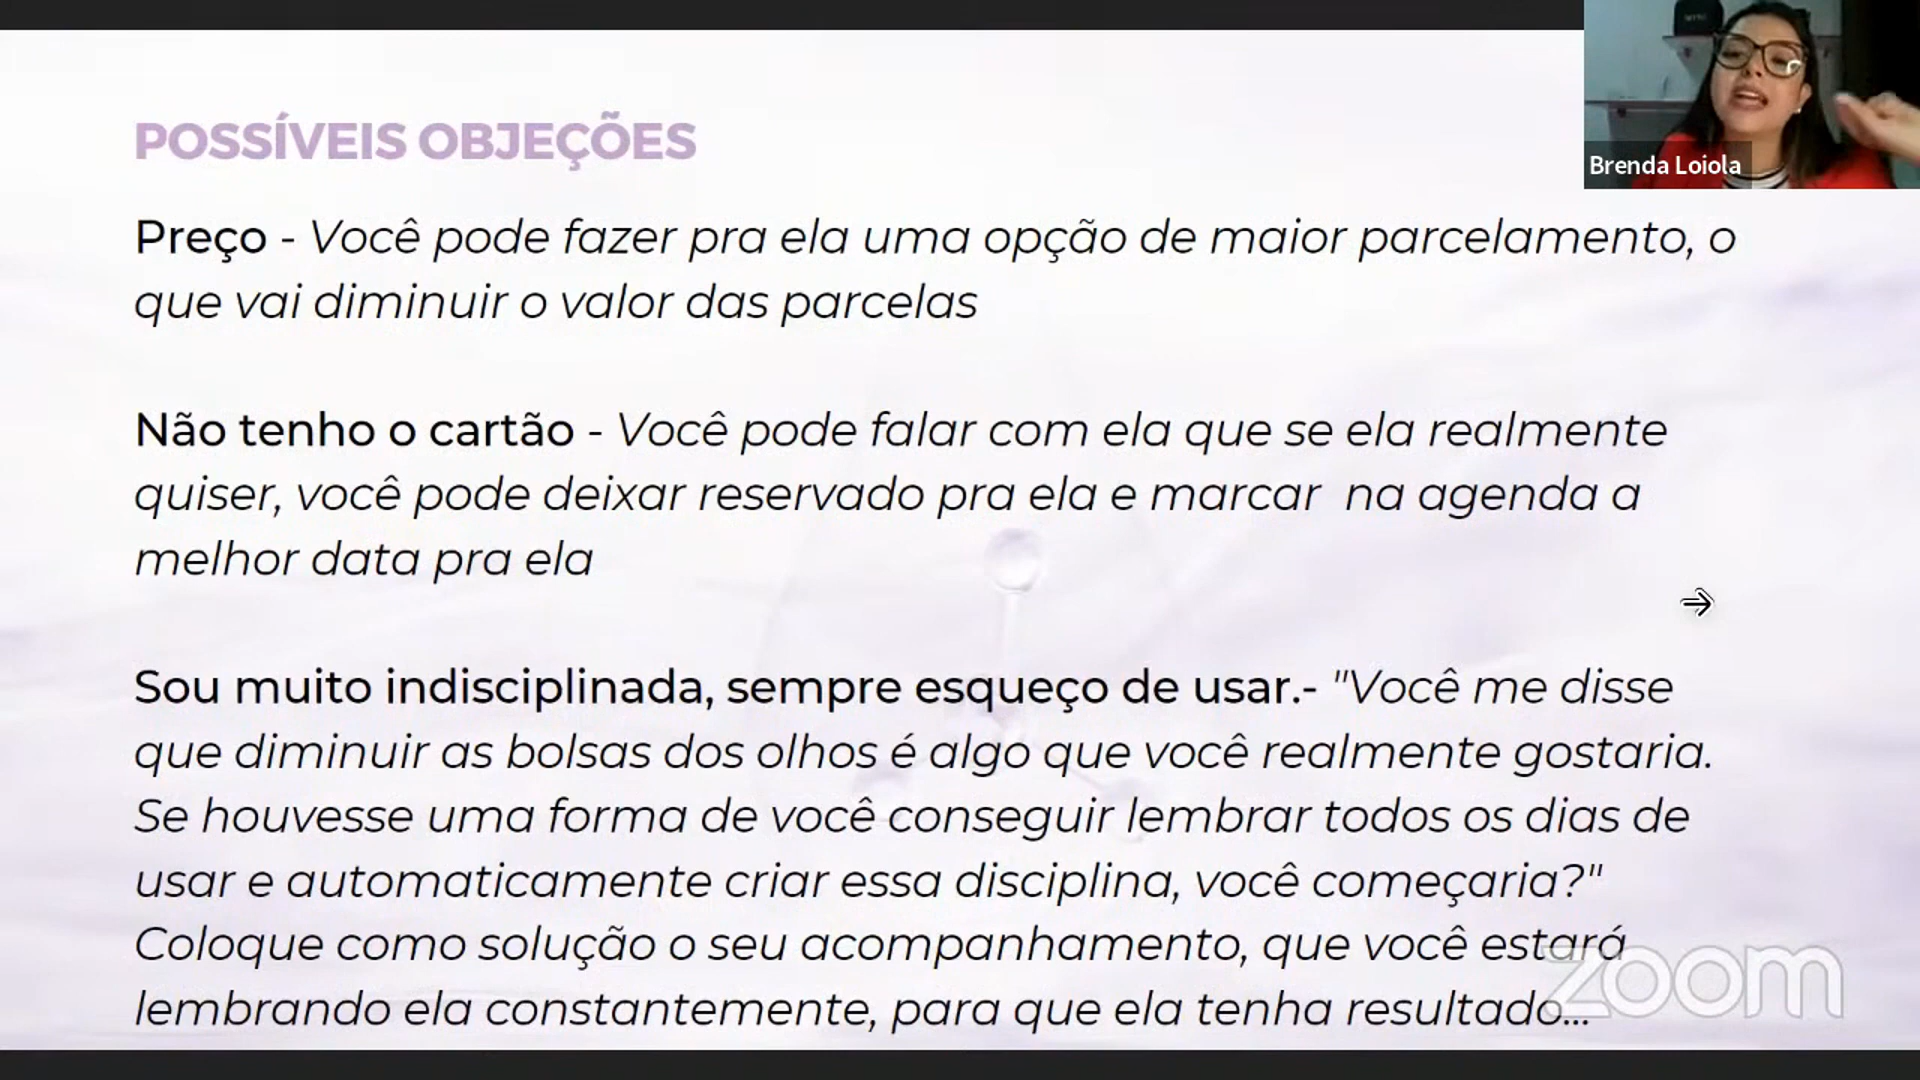 POSSÍVEIS OBJEÇÕES
Brenda Loiola
Preço - Você pode fazer pra ela uma opção de maior parcelamento, o
que vai diminuir o valor das parcelas
Não tenho o cartão - Você pode falar com ela que se ela realmente
quiser, você pode deixar reservado pra ela e marcar na agenda a
melhor data pra ela
Sou muito indisciplinada, sempre esqueço de usar.- "Você me disse
que diminuir as bolsas dos olhos é algo que você realmente gostaria.
Se houvesse uma forma de você conseguir lembrar todos os dias de
usar e automaticamente criar essa disciplina, você começaria?"
Coloque como solução o seu acompanhamento, que você estará
lembrando ela constantemente, para que ela tenha resultado...
zoom